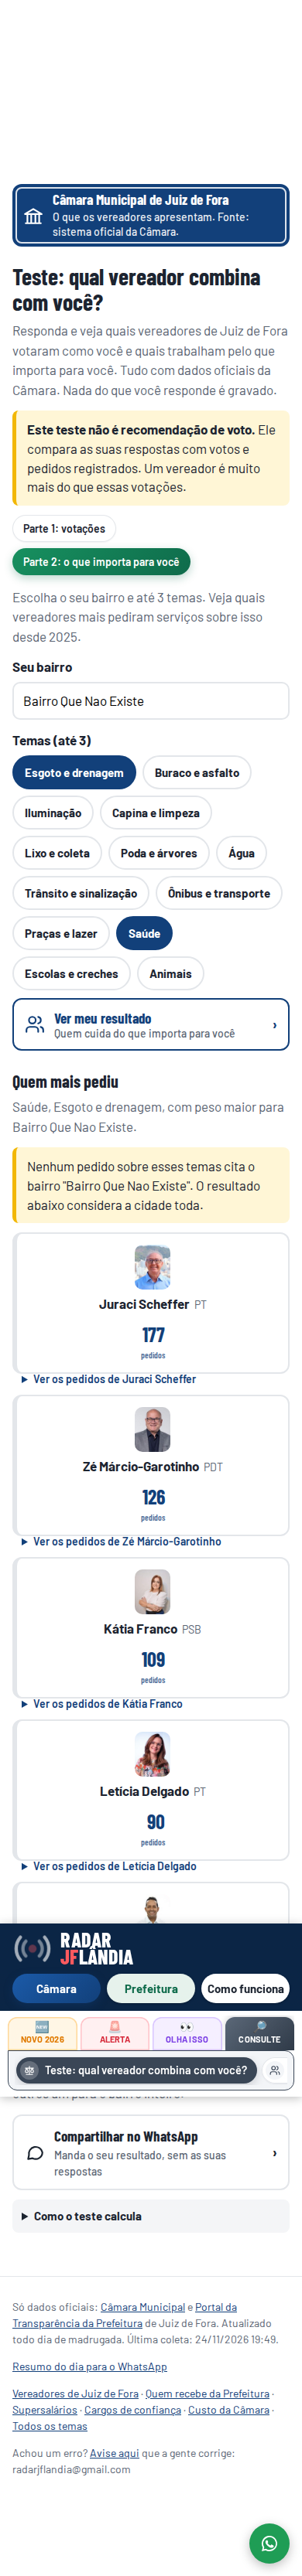 Câmara Municipal de Juiz de Fora
O que os vereadores apresentam. Fonte:
sistema oficial da Câmara.
Teste: qual vereador combina
com você?
Responda e veja quais vereadores de Juiz de Fora
votaram como você e quais trabalham pelo que
importa para você. Tudo com dados oficiais da
Câmara. Nada do que você responde é gravado.
Este teste não é recomendação de voto. Ele
compara as suas respostas com votos e
pedidos registrados. Um vereador é muito
mais do que essas votações.
Parte 1: votações
Parte 2: o que importa para você
Escolha o seu bairro e até 3 temas. Veja quais
vereadores mais pediram serviços sobre isso
desde 2025.
Seu bairro
Bairro Que Nao Existe
Temas (até 3)
Esgoto e drenagem
Buraco e asfalto
Iluminação
Capina e limpeza
Lixo e coleta
Poda e árvores
Água
Trânsito e sinalização
Ônibus e transporte
Praças e lazer
Saúde
Escolas e creches
Animais
Ver meu resultado
Quem cuida do que importa para você
›
Quem mais pediu
Saúde, Esgoto e drenagem, com peso maior para
Bairro Que Nao Existe.
Nenhum pedido sobre esses temas cita o
bairro "Bairro Que Nao Existe". O resultado
abaixo considera a cidade toda.
Juraci Scheffer PT
177
pedidos
▶ Ver os pedidos de Juraci Scheffer
Zé Márcio-Garotinho PDT
126
pedidos
▶ Ver os pedidos de Zé Márcio-Garotinho
Kátia Franco PSB
109
pedidos
▶ Ver os pedidos de Kátia Franco
Letícia Delgado PT
90
pedidos
▶ Ver os pedidos de Letícia Delgado
RADAR
JFLÂNDIA
Câmara
Prefeitura
Como funciona
NOVO 2026
ALERTA
OLHA ISSO
CONSULTE
Teste: qual vereador combina com você?
Compartilhar no WhatsApp
Manda o seu resultado, sem as suas
respostas
›
▶ Como o teste calcula
Só dados oficiais: Câmara Municipal e Portal da
Transparência da Prefeitura de Juiz de Fora. Atualizado
todo dia de madrugada. Última coleta: 24/11/2026 19:49.
Resumo do dia para o WhatsApp
Vereadores de Juiz de Fora · Quem recebe da Prefeitura ·
Supersalários · Cargos de confiança · Custo da Câmara ·
Todos os temas
Achou um erro? Avise aqui que a gente corrige:
radarjflandia@gmail.com